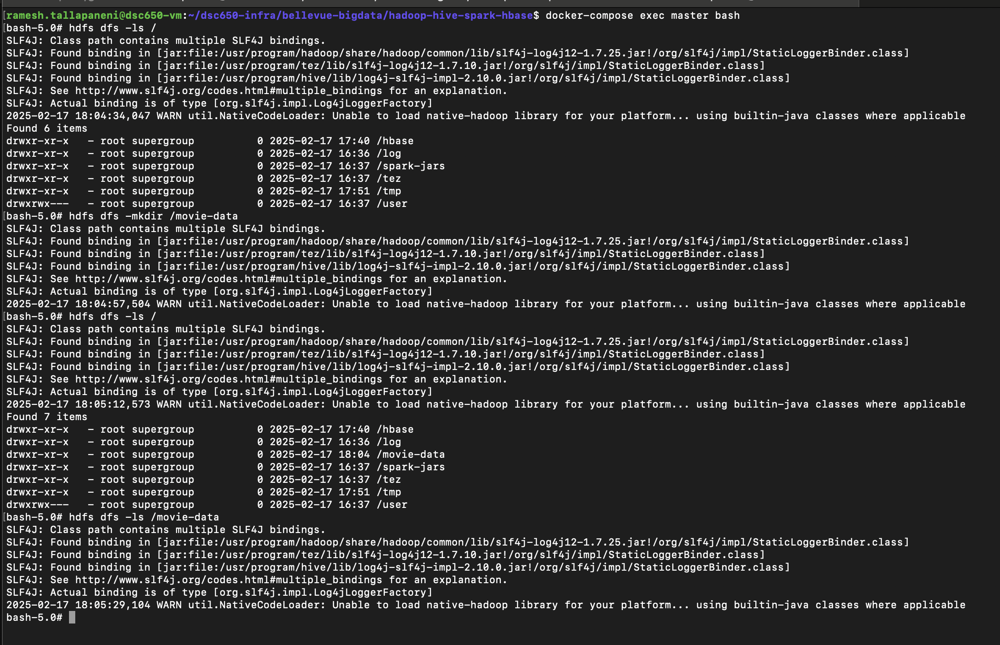 [ramesh.tallapaneni@dsc650-vm:~/dsc650-infra/bellevue-bigdata/hadoop-hive-spark-hbase$ docker-compose exec master bash
[bash-5.0# hdfs dfs -ls /
SLF4J: Class path contains multiple SLF4J bindings.
SLF4J: Found binding in [jar:file:/usr/program/hadoop/share/hadoop/common/lib/slf4j-log4j12-1.7.25.jar!/org/slf4j/impl/StaticLoggerBinder.class]
SLF4J: Found binding in [jar:file:/usr/program/tez/lib/slf4j-log4j12-1.7.10.jar!/org/slf4j/impl/StaticLoggerBinder.class]
SLF4J: Found binding in [jar:file:/usr/program/hive/lib/log4j-slf4j-impl-2.10.0.jar!/org/slf4j/impl/StaticLoggerBinder.class]
SLF4J: See http://www.slf4j.org/codes.html#multiple_bindings for an explanation.
SLF4J: Actual binding is of type [org.slf4j.impl.Log4jLoggerFactory]
2025-02-17 18:04:34,047 WARN util.NativeCodeLoader: Unable to load native-hadoop library for your platform... using builtin-java classes where applicable
Found 6 items
drwxr-xr-x   - root supergroup          0 2025-02-17 17:40 /hbase
drwxr-xr-x   - root supergroup          0 2025-02-17 16:36 /log
drwxr-xr-x   - root supergroup          0 2025-02-17 16:37 /spark-jars
drwxr-xr-x   - root supergroup          0 2025-02-17 16:37 /tez
drwxr-xr-x   - root supergroup          0 2025-02-17 17:51 /tmp
drwxrwx---   - root supergroup          0 2025-02-17 16:37 /user
[bash-5.0# hdfs dfs -mkdir /movie-data
SLF4J: Class path contains multiple SLF4J bindings.
SLF4J: Found binding in [jar:file:/usr/program/hadoop/share/hadoop/common/lib/slf4j-log4j12-1.7.25.jar!/org/slf4j/impl/StaticLoggerBinder.class]
SLF4J: Found binding in [jar:file:/usr/program/tez/lib/slf4j-log4j12-1.7.10.jar!/org/slf4j/impl/StaticLoggerBinder.class]
SLF4J: Found binding in [jar:file:/usr/program/hive/lib/log4j-slf4j-impl-2.10.0.jar!/org/slf4j/impl/StaticLoggerBinder.class]
SLF4J: See http://www.slf4j.org/codes.html#multiple_bindings for an explanation.
SLF4J: Actual binding is of type [org.slf4j.impl.Log4jLoggerFactory]
2025-02-17 18:04:57,504 WARN util.NativeCodeLoader: Unable to load native-hadoop library for your platform... using builtin-java classes where applicable
[bash-5.0# hdfs dfs -ls /
SLF4J: Class path contains multiple SLF4J bindings.
SLF4J: Found binding in [jar:file:/usr/program/hadoop/share/hadoop/common/lib/slf4j-log4j12-1.7.25.jar!/org/slf4j/impl/StaticLoggerBinder.class]
SLF4J: Found binding in [jar:file:/usr/program/tez/lib/slf4j-log4j12-1.7.10.jar!/org/slf4j/impl/StaticLoggerBinder.class]
SLF4J: Found binding in [jar:file:/usr/program/hive/lib/log4j-slf4j-impl-2.10.0.jar!/org/slf4j/impl/StaticLoggerBinder.class]
SLF4J: See http://www.slf4j.org/codes.html#multiple_bindings for an explanation.
SLF4J: Actual binding is of type [org.slf4j.impl.Log4jLoggerFactory]
2025-02-17 18:05:12,573 WARN util.NativeCodeLoader: Unable to load native-hadoop library for your platform... using builtin-java classes where applicable
Found 7 items
drwxr-xr-x   - root supergroup          0 2025-02-17 17:40 /hbase
drwxr-xr-x   - root supergroup          0 2025-02-17 16:36 /log
drwxr-xr-x   - root supergroup          0 2025-02-17 18:04 /movie-data
drwxr-xr-x   - root supergroup          0 2025-02-17 16:37 /spark-jars
drwxr-xr-x   - root supergroup          0 2025-02-17 16:37 /tez
drwxr-xr-x   - root supergroup          0 2025-02-17 17:51 /tmp
drwxrwx---   - root supergroup          0 2025-02-17 16:37 /user
[bash-5.0# hdfs dfs -ls /movie-data
SLF4J: Class path contains multiple SLF4J bindings.
SLF4J: Found binding in [jar:file:/usr/program/hadoop/share/hadoop/common/lib/slf4j-log4j12-1.7.25.jar!/org/slf4j/impl/StaticLoggerBinder.class]
SLF4J: Found binding in [jar:file:/usr/program/tez/lib/slf4j-log4j12-1.7.10.jar!/org/slf4j/impl/StaticLoggerBinder.class]
SLF4J: Found binding in [jar:file:/usr/program/hive/lib/log4j-slf4j-impl-2.10.0.jar!/org/slf4j/impl/StaticLoggerBinder.class]
SLF4J: See http://www.slf4j.org/codes.html#multiple_bindings for an explanation.
SLF4J: Actual binding is of type [org.slf4j.impl.Log4jLoggerFactory]
2025-02-17 18:05:29,104 WARN util.NativeCodeLoader: Unable to load native-hadoop library for your platform... using builtin-java classes where applicable
bash-5.0#